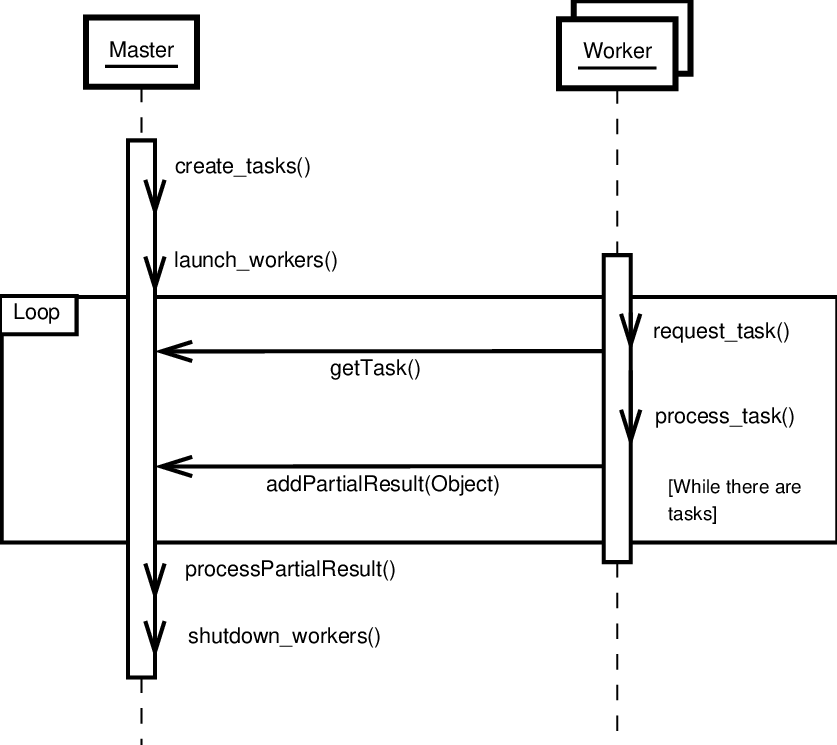 Master
Worker
create_tasks()
launch_workers()
Loop
request_task()
getTask()
process_task()
addPartialResult(Object)
[While there are
tasks]
processPartialResult()
shutdown_workers()